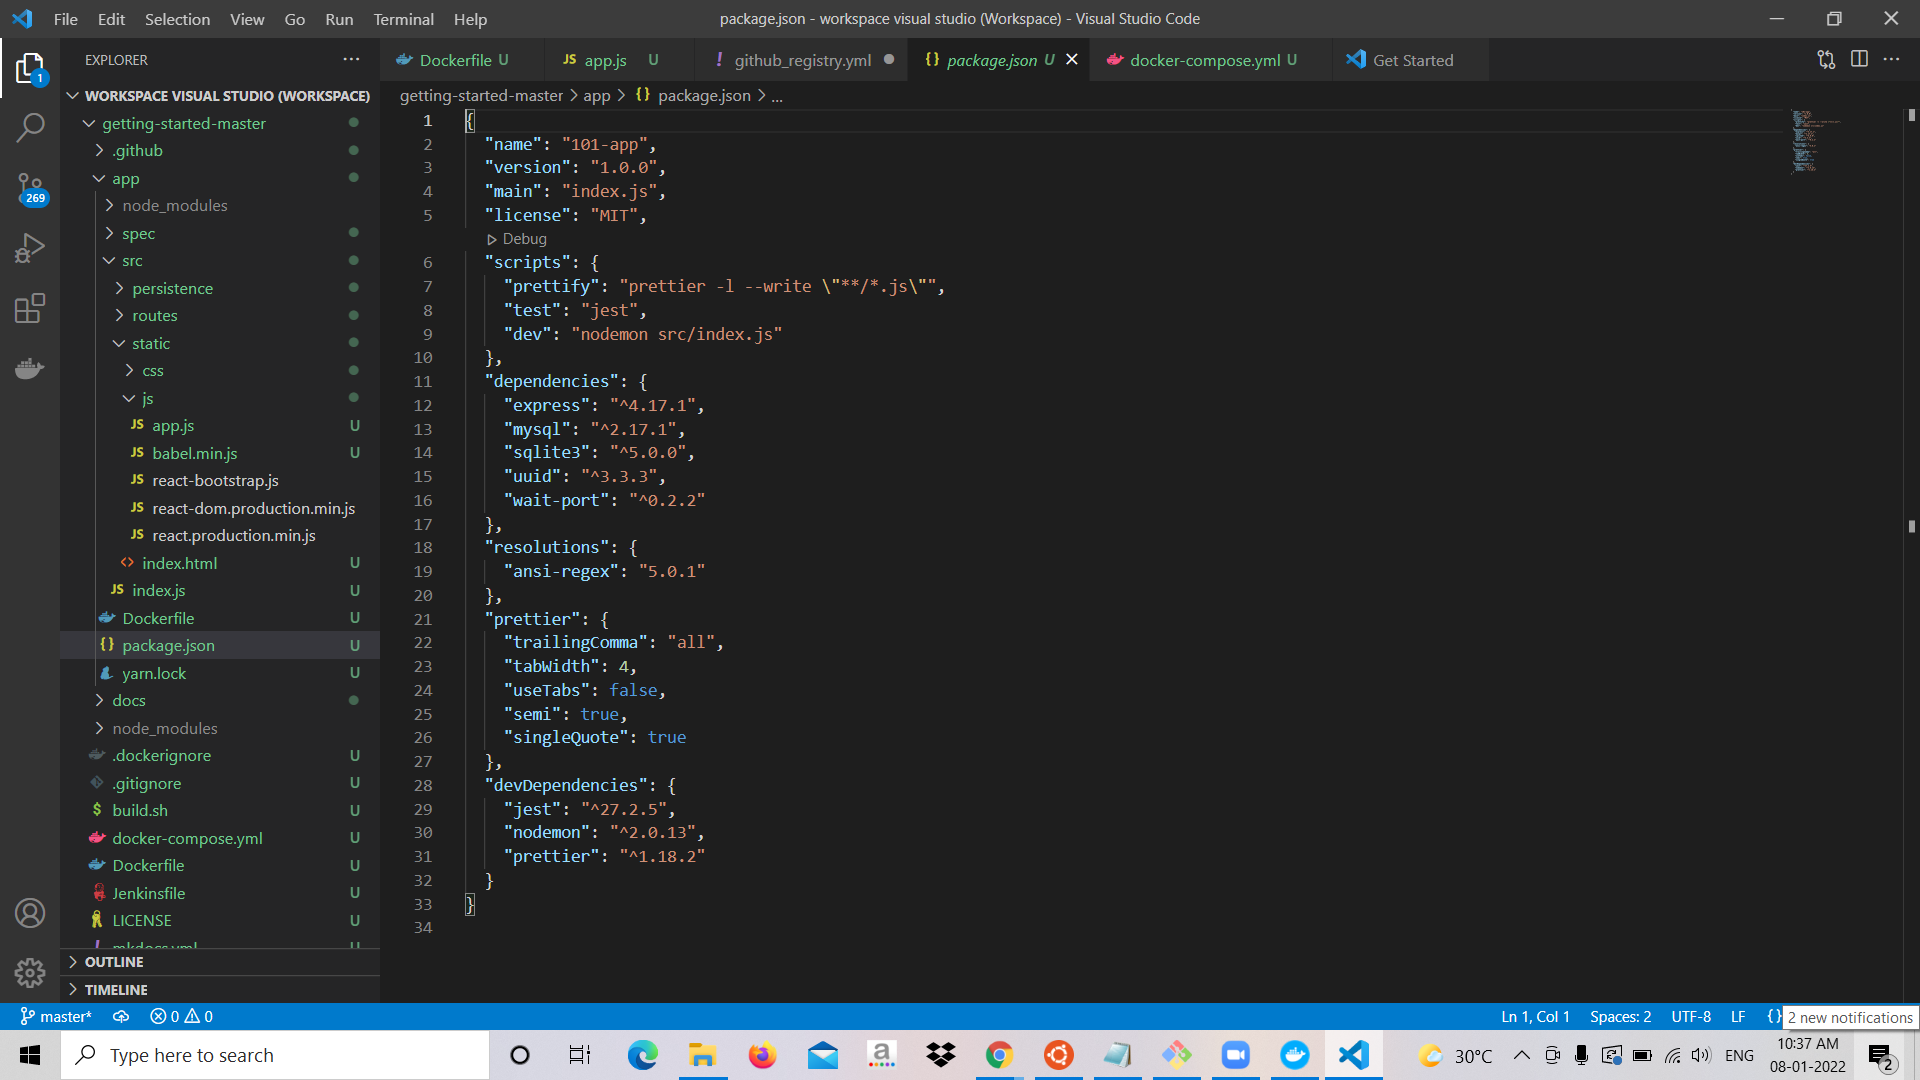 File Edit Selection View Go Run Terminal Help
package.json - workspace visual studio (Workspace) - Visual Studio Code
EXPLORER
Dockerfile U
JS app.js U
! github_registry.yml
{} package.json U
docker-compose.yml U
Get Started
WORKSPACE VISUAL STUDIO (WORKSPACE)
getting-started-master
.github
app
node_modules
spec
src
persistence
routes
static
css
js
JS app.js U
JS babel.min.js U
JS react-bootstrap.js
JS react-dom.production.min.js
JS react.production.min.js
<> index.html U
JS index.js U
Dockerfile U
{} package.json U
yarn.lock U
docs
node_modules
.dockerignore U
.gitignore U
$ build.sh U
docker-compose.yml U
Dockerfile U
Jenkinsfile U
LICENSE U
! mkdocs.yml U
OUTLINE
TIMELINE
1
269
getting-started-master > app > {} package.json > ...
1 {
2 "name": "101-app",
3 "version": "1.0.0",
4 "main": "index.js",
5 "license": "MIT",
Debug
6 "scripts": {
7 "prettify": "prettier -l --write \"**/*.js\"",
8 "test": "jest",
9 "dev": "nodemon src/index.js"
10 },
11 "dependencies": {
12 "express": "^4.17.1",
13 "mysql": "^2.17.1",
14 "sqlite3": "^5.0.0",
15 "uuid": "^3.3.3",
16 "wait-port": "^0.2.2"
17 },
18 "resolutions": {
19 "ansi-regex": "5.0.1"
20 },
21 "prettier": {
22 "trailingComma": "all",
23 "tabWidth": 4,
24 "useTabs": false,
25 "semi": true,
26 "singleQuote": true
27 },
28 "devDependencies": {
29 "jest": "^27.2.5",
30 "nodemon": "^2.0.13",
31 "prettier": "^1.18.2"
32 }
33 }
34
master* 0 0
Ln 1, Col 1 Spaces: 2 UTF-8 LF {}
2 new notifications
Type here to search
a
30°C
ENG
10:37 AM
08-01-2022
2